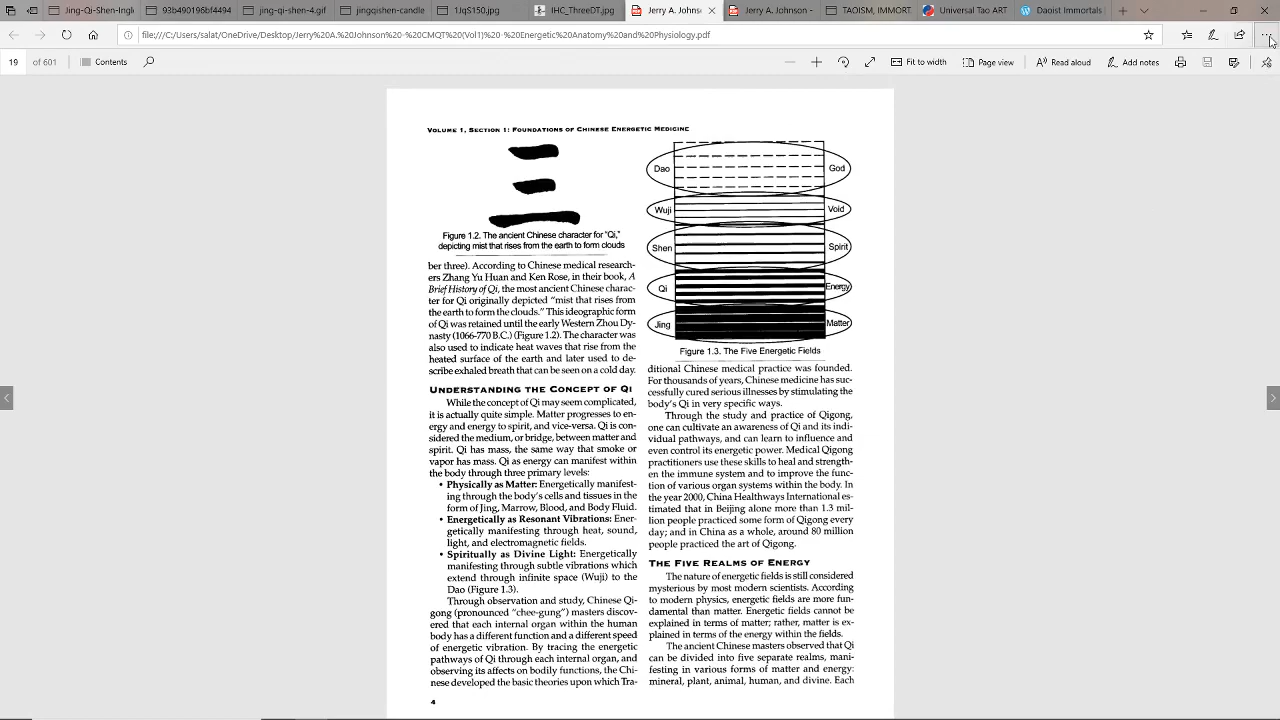 Jing-Qi-Shen-Ingl
949490196bf4494
jing-qi-shen-4.gif
jingqishen-candle
1JjS150.jpg
IHC_ThreeDT.jpg
Jerry A. Johns
Jerry A. Johnson -
TAOISM, IMMORT
Universal Tao ART
Daoist Immortals
file:///C:/Users/salat/OneDrive/Desktop/Jerry%20A.%20Johnson%20-%20CMQT%20(Vol1)%20-%20Energetic%20Anatomy%20and%20Physiology.pdf
19 of 601 Contents
Fit to width Page view Read aloud Add notes
Volume 1, Section 1: Foundations of Chinese Energetic Medicine
Figure 1.2. The ancient Chinese character for "Qi,"
depicting mist that rises from the earth to form clouds
ber three). According to Chinese medical research-
ers Zhang Yu Huan and Ken Rose, in their book, A
Brief History of Qi, the most ancient Chinese charac-
ter for Qi originally depicted "mist that rises from
the earth to form the clouds." This ideographic form
of Qi was retained until the early Western Zhou Dy-
nasty (1066-770 B.C.) (Figure 1.2). The character was
also used to indicate heat waves that rise from the
heated surface of the earth and later used to de-
scribe exhaled breath that can be seen on a cold day.
Understanding the Concept of Qi
While the concept of Qi may seem complicated,
it is actually quite simple. Matter progresses to en-
ergy and energy to spirit, and vice-versa. Qi is con-
sidered the medium, or bridge, between matter and
spirit. Qi has mass, the same way that smoke or
vapor has mass. Qi as energy can manifest within
the body through three primary levels:
• Physically as Matter: Energetically manifest-
ing through the body's cells and tissues in the
form of Jing, Marrow, Blood, and Body Fluid.
• Energetically as Resonant Vibrations: Ener-
getically manifesting through heat, sound,
light, and electromagnetic fields.
• Spiritually as Divine Light: Energetically
manifesting through subtle vibrations which
extend through infinite space (Wuji) to the
Dao (Figure 1.3).
Through observation and study, Chinese Qi-
gong (pronounced "chee-gung") masters discov-
ered that each internal organ within the human
body has a different function and a different speed
of energetic vibration. By tracing the energetic
pathways of Qi through each internal organ, and
observing its affects on bodily functions, the Chi-
nese developed the basic theories upon which Tra-
4
Dao God
Wuji Void
Shen Spirit
Qi Energy
Jing Matter
Figure 1.3. The Five Energetic Fields
ditional Chinese medical practice was founded.
For thousands of years, Chinese medicine has suc-
cessfully cured serious illnesses by stimulating the
body's Qi in very specific ways.
Through the study and practice of Qigong,
one can cultivate an awareness of Qi and its indi-
vidual pathways, and can learn to influence and
even control its energetic power. Medical Qigong
practitioners use these skills to heal and strength-
en the immune system and to improve the func-
tion of various organ systems within the body. In
the year 2000, China Healthways International es-
timated that in Beijing alone more than 1.3 mil-
lion people practiced some form of Qigong every
day; and in China as a whole, around 80 million
people practiced the art of Qigong.
The Five Realms of Energy
The nature of energetic fields is still considered
mysterious by most modern scientists. According
to modern physics, energetic fields are more fun-
damental than matter. Energetic fields cannot be
explained in terms of matter; rather, matter is ex-
plained in terms of the energy within the fields.
The ancient Chinese masters observed that Qi
can be divided into five separate realms, mani-
festing in various forms of matter and energy:
mineral, plant, animal, human, and divine. Each